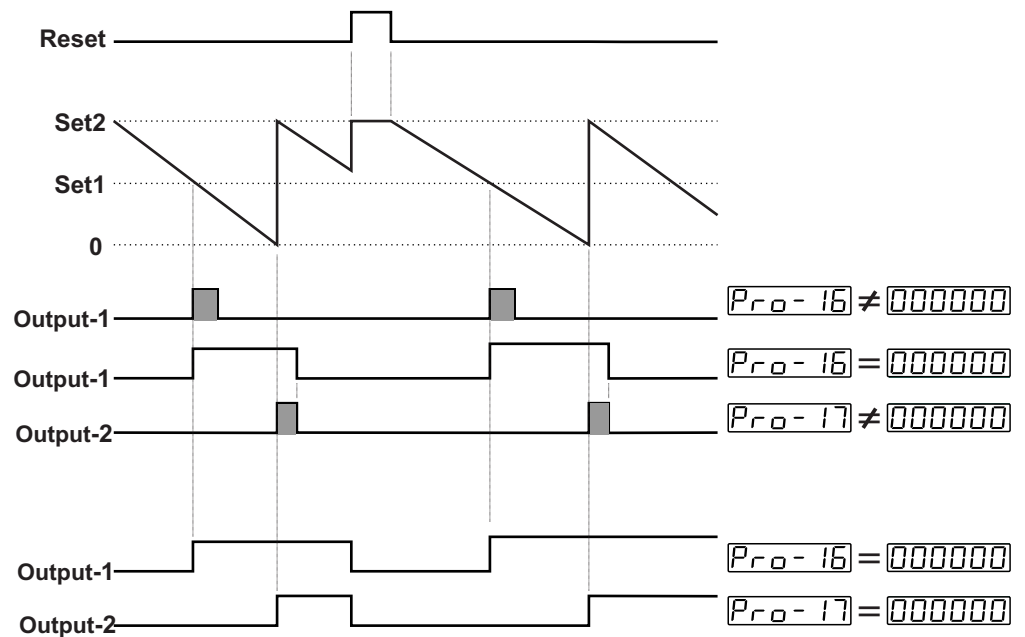 Reset
Set2
Set1
0
Output-1 Pro-16 ≠ 000000
Output-1 Pro-16 = 000000
Output-2 Pro-17 ≠ 000000
Output-1 Pro-16 = 000000
Output-2 Pro-17 = 000000